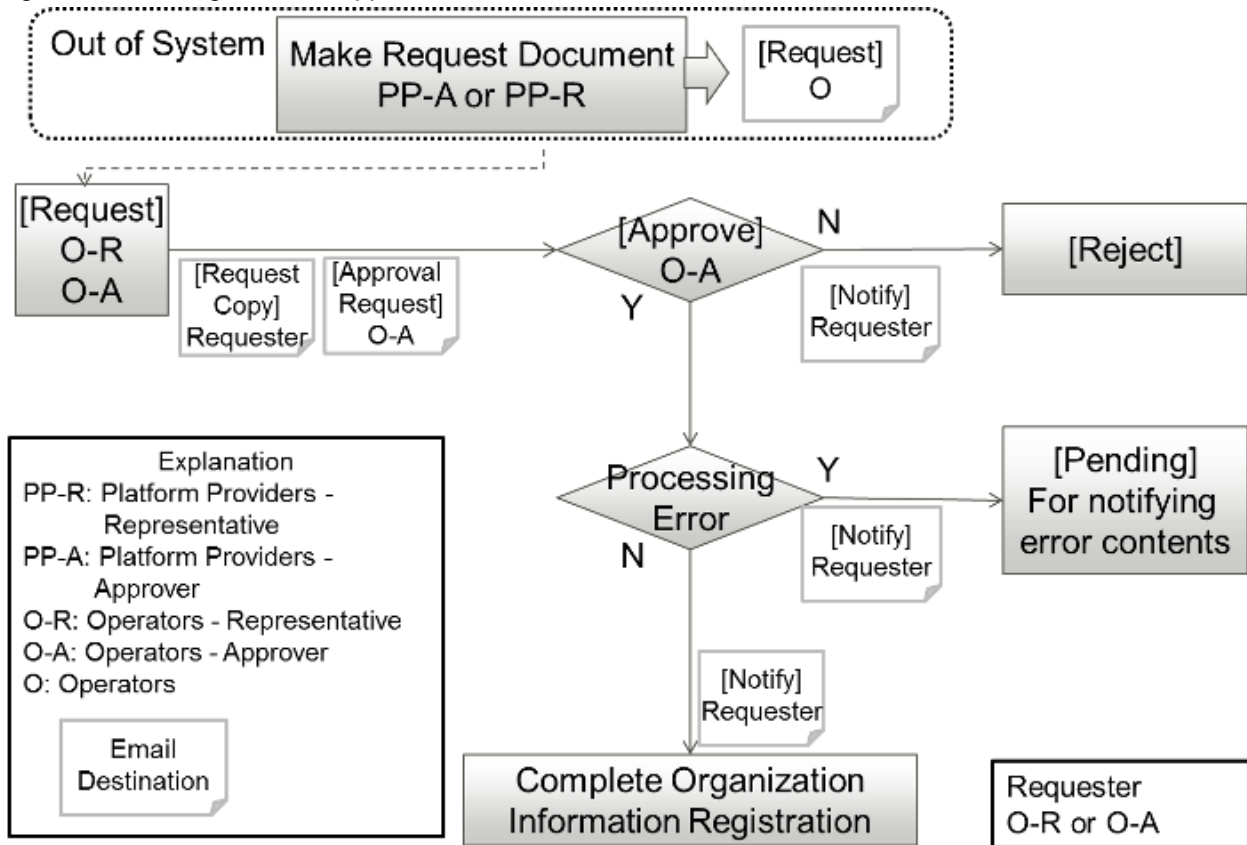 Out of System
Make Request Document
PP-A or PP-R
[Request]
O
[Request]
O-R
O-A
[Request
Copy]
Requester
[Approval
Request]
O-A
[Approve]
O-A
N
Y
[Notify]
Requester
[Reject]
Processing
Error
Y
N
[Notify]
Requester
[Pending]
For notifying
error contents
[Notify]
Requester
Complete Organization
Information Registration
Explanation
PP-R: Platform Providers -
Representative
PP-A: Platform Providers -
Approver
O-R: Operators - Representative
O-A: Operators - Approver
O: Operators
Email
Destination
Requester
O-R or O-A